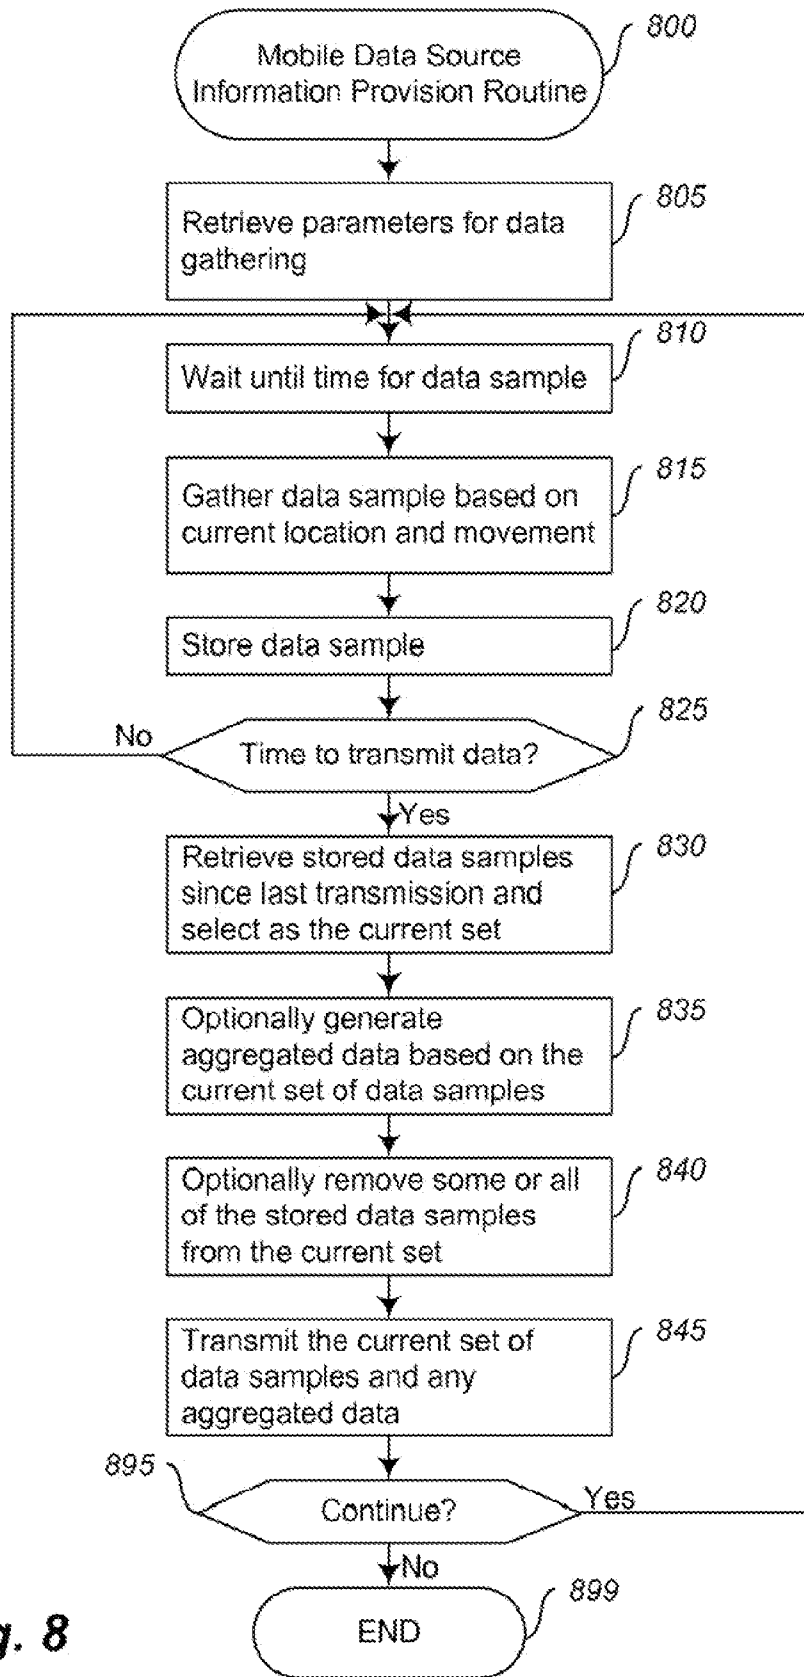 800
Mobile Data Source
Information Provision Routine
805
Retrieve parameters for data
gathering
810
Wait until time for data sample
815
Gather data sample based on
current location and movement
820
Store data sample
825
No
Time to transmit data?
Yes
830
Retrieve stored data samples
since last transmission and
select as the current set
835
Optionally generate
aggregated data based on the
current set of data samples
840
Optionally remove some or all
of the stored data samples
from the current set
845
Transmit the current set of
data samples and any
aggregated data
895
Continue?
Yes
No
899
END
g. 8